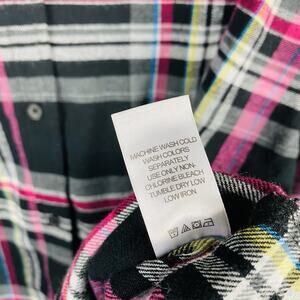 MACHINE WASH COLD
WASH COLORS
SEPARATELY
USE ONLY NON-
CHLORINE BLEACH
TUMBLE DRY LOW
LOW IRON